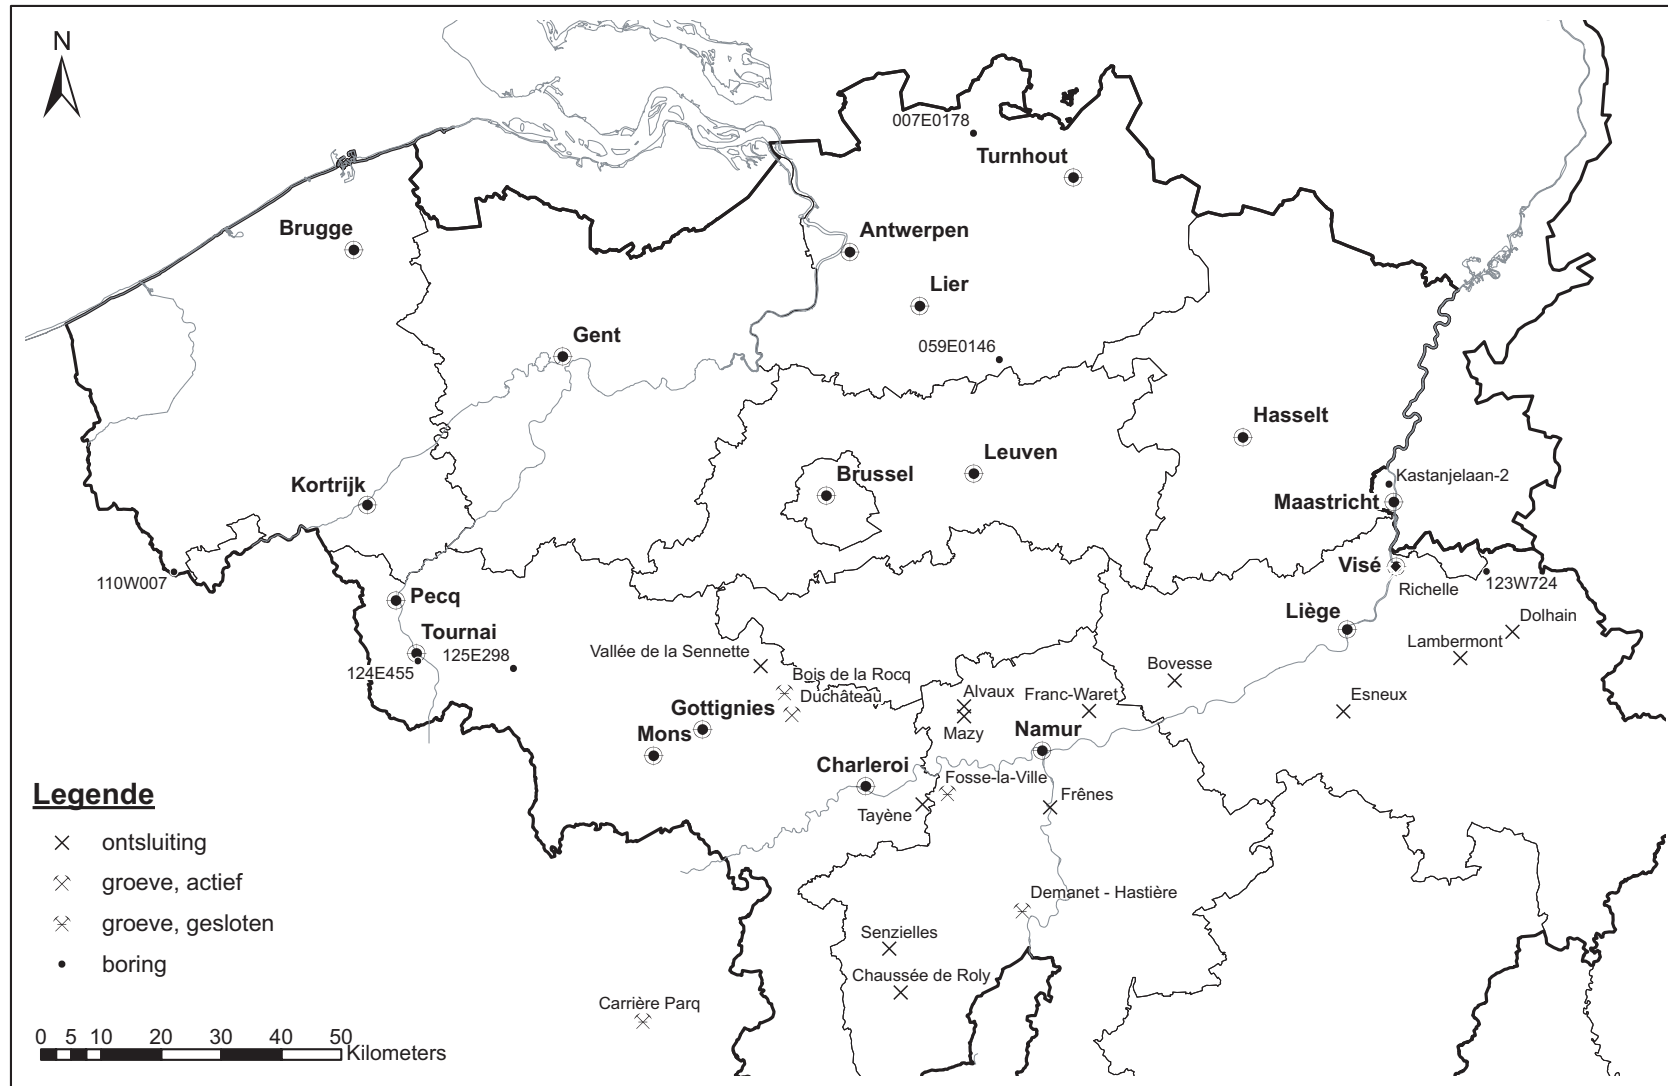 N
007E0178
Turnhout
Brugge
Antwerpen
Lier
Gent
059E0146
Hasselt
Leuven
Brussel
Kastanjelaan-2
Kortrijk
Maastricht
Visé
110W007
Richelle
123W724
Pecq
Liège
Dolhain
Tournai
Lambermont
125E298
Vallée de la Sennette
124E455
Bovesse
Bois de la Rocq
Duchâteau
Alvaux
Franc-Waret
Esneux
Gottignies
Mons
Mazy
Namur
Charleroi
Fosse-la-Ville
Frênes
Tayène
Legende
ontsluiting
groeve, actief
groeve, gesloten
boring
Demanet - Hastière
Senzielles
Chaussée de Roly
Carrière Parq
0 5 10 20 30 40 50
Kilometers